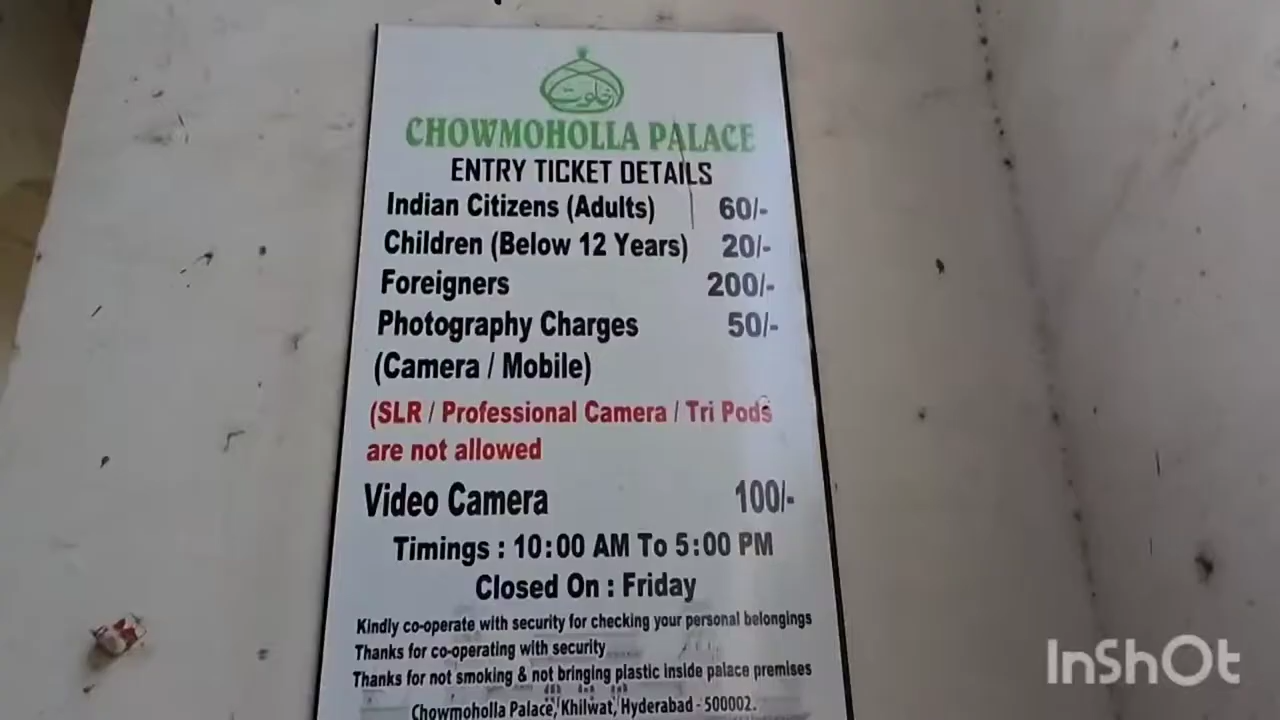 خلوت
CHOWMOHOLLA PALACE
ENTRY TICKET DETAILS
Indian Citizens (Adults) 60/-
Children (Below 12 Years) 20/-
Foreigners 200/-
Photography Charges 50/-
(Camera / Mobile)
(SLR / Professional Camera / Tri Pods
are not allowed
Video Camera 100/-
Timings : 10:00 AM To 5:00 PM
Closed On : Friday
Kindly co-operate with security for checking your personal belongings
Thanks for co-operating with security
Thanks for not smoking & not bringing plastic inside palace premises
Chowmoholla Palace, Khilwat, Hyderabad - 500002.
InShOt